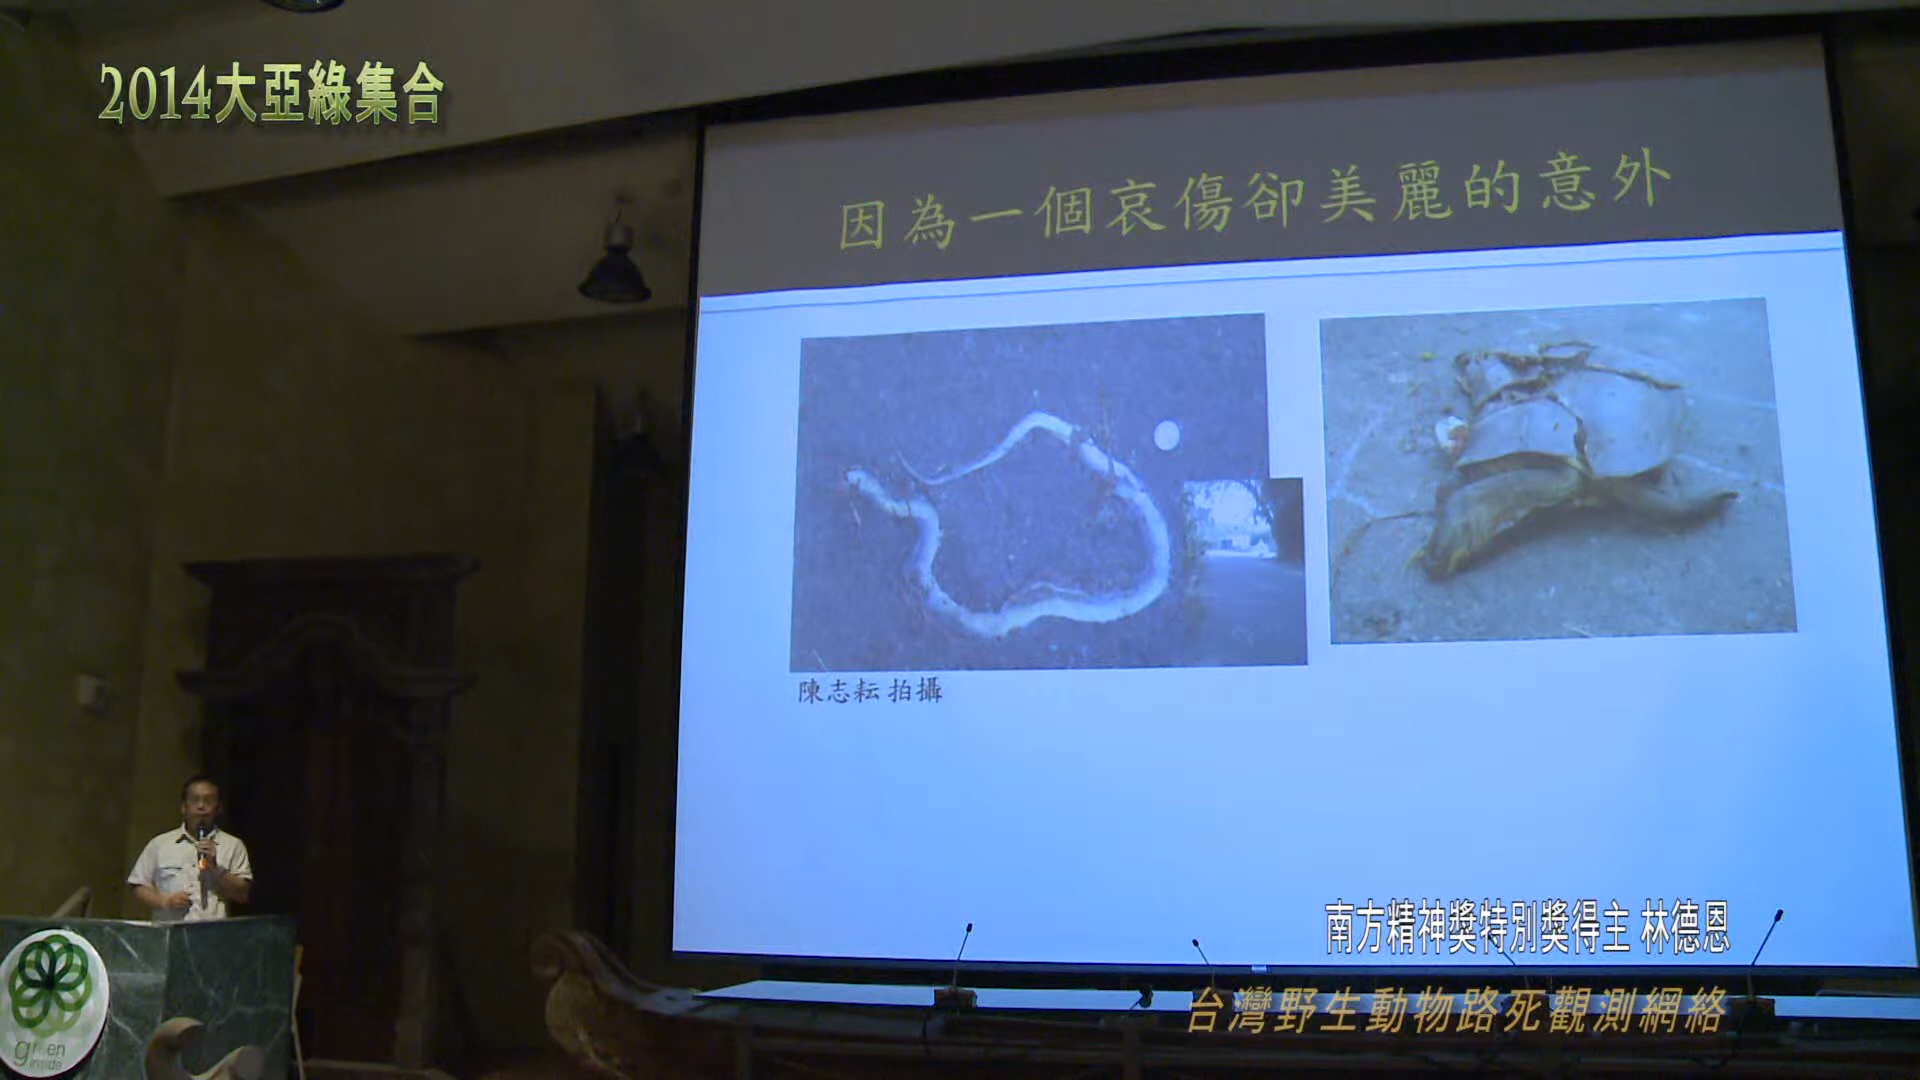 2014大亞綠集合
因為一個哀傷卻美麗的意外
陳志耘 拍攝
南方精神獎特別獎得主 林德恩
台灣野生動物路死觀測網絡
green
inside